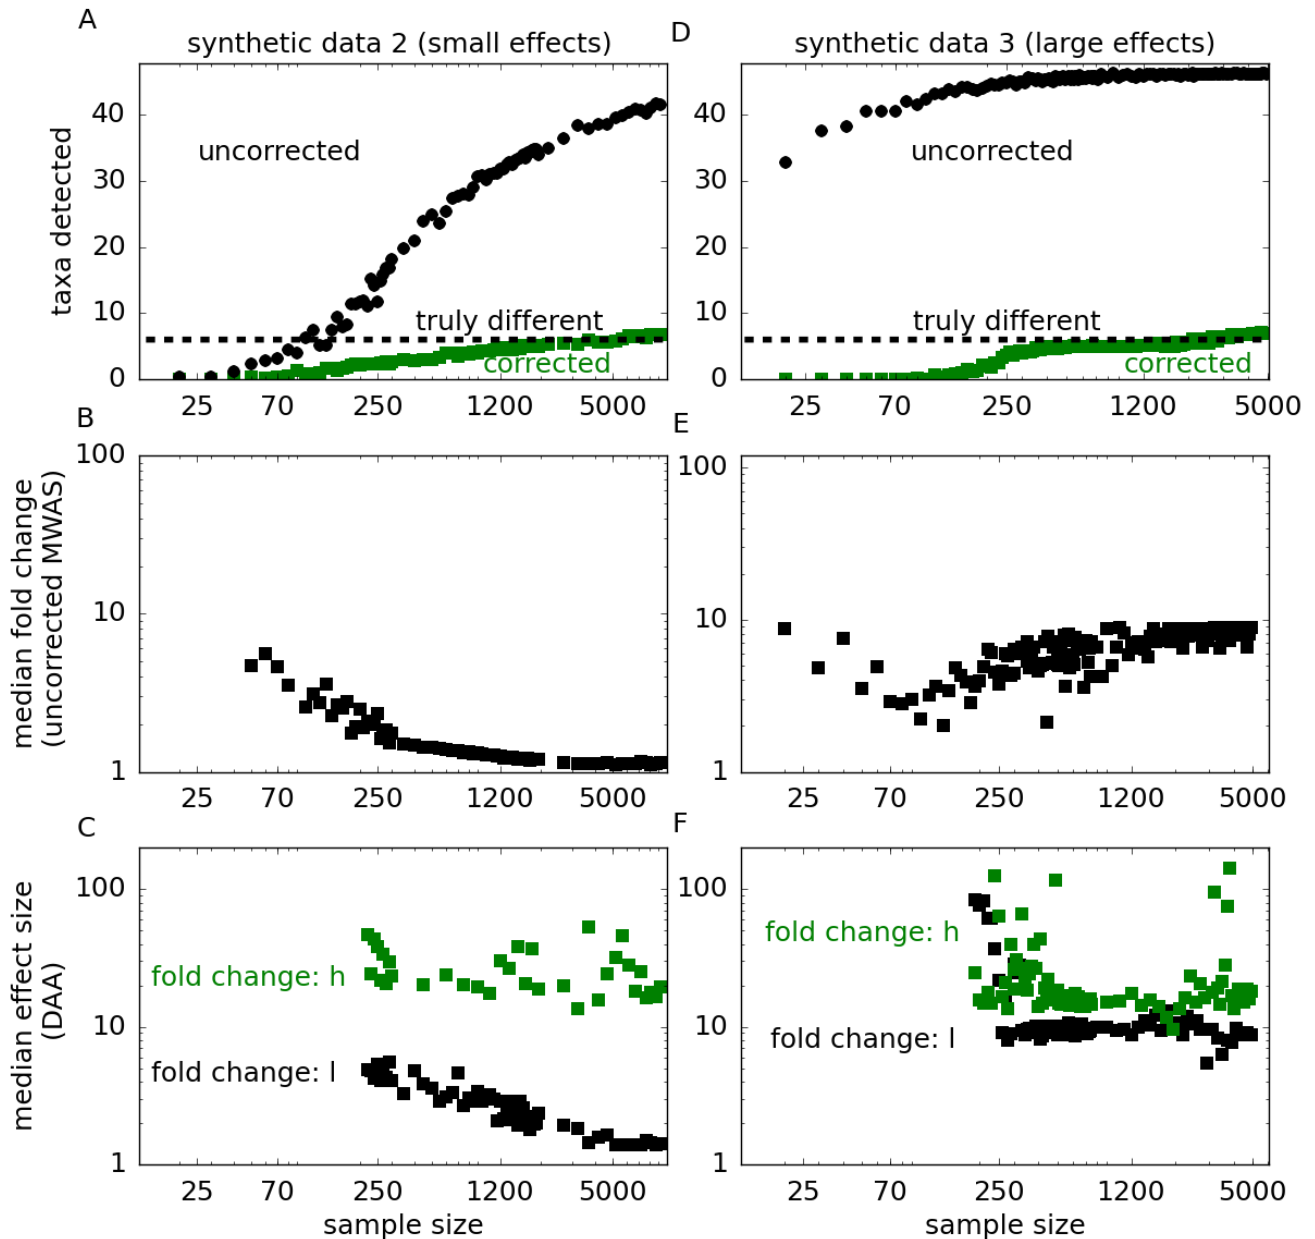 A
synthetic data 2 (small effects)
taxa detected
40
30
20
10
0
uncorrected
truly different
corrected
25 70 250 1200 5000
D
synthetic data 3 (large effects)
40
30
20
10
0
uncorrected
truly different
corrected
25 70 250 1200 5000
B
median fold change
(uncorrected MWAS)
100
10
1
25 70 250 1200 5000
E
100
10
1
25 70 250 1200 5000
C
median effect size
(DAA)
100
10
1
fold change: h
fold change: l
25 70 250 1200 5000
sample size
F
100
10
1
fold change: h
fold change: l
25 70 250 1200 5000
sample size